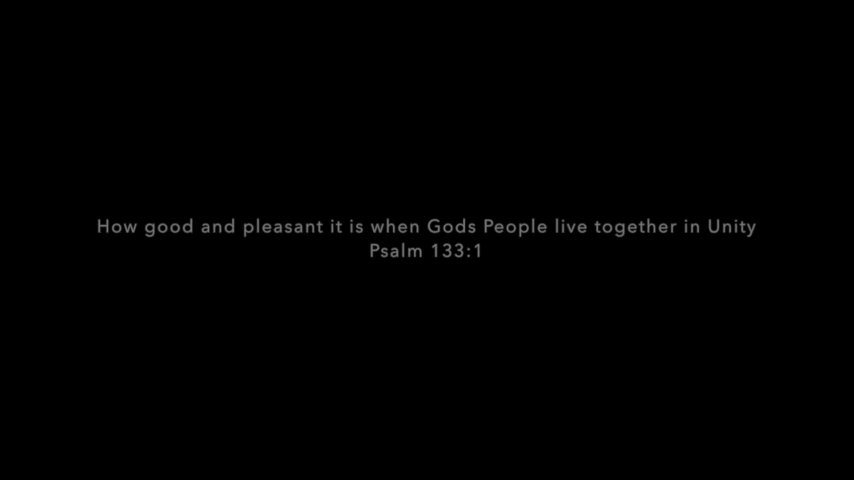 How good and pleasant it is when Gods People live together in Unity
Psalm 133:1